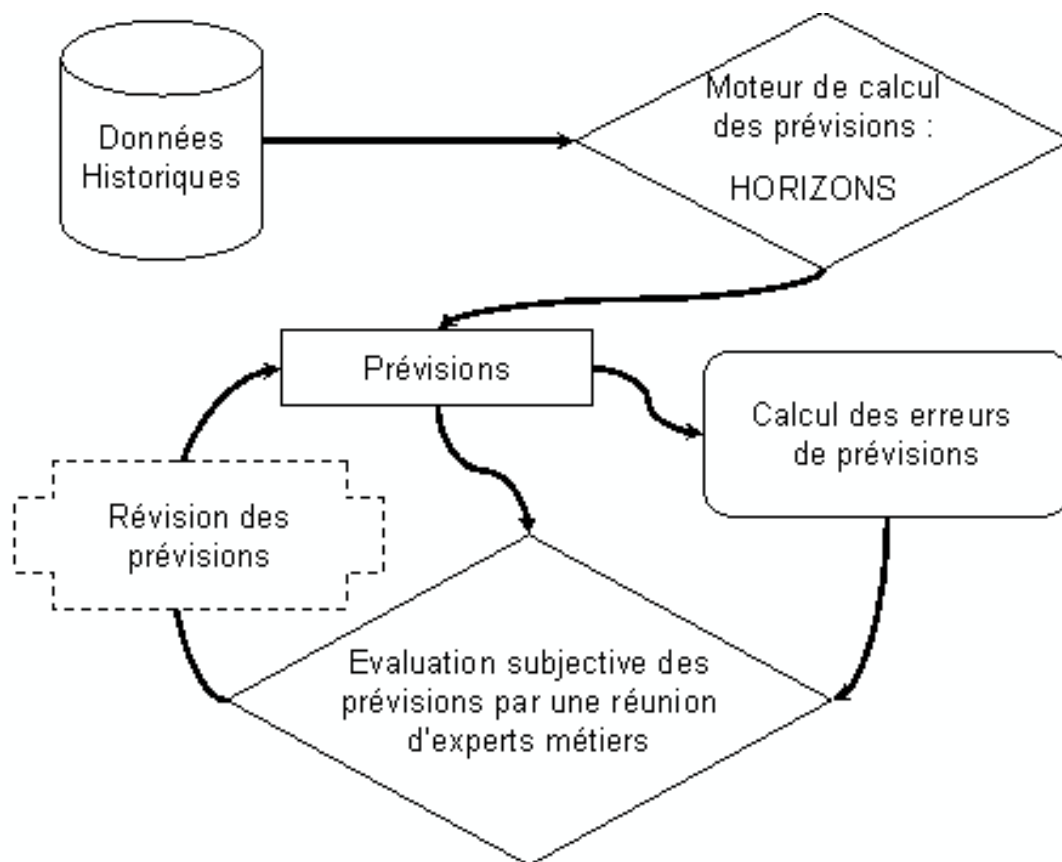 Données
Historiques
Moteur de calcul
des prévisions :
HORIZONS
Prévisions
Calcul des erreurs
de prévisions
Révision des
prévisions
Evaluation subjective des
prévisions par une réunion
d'experts métiers